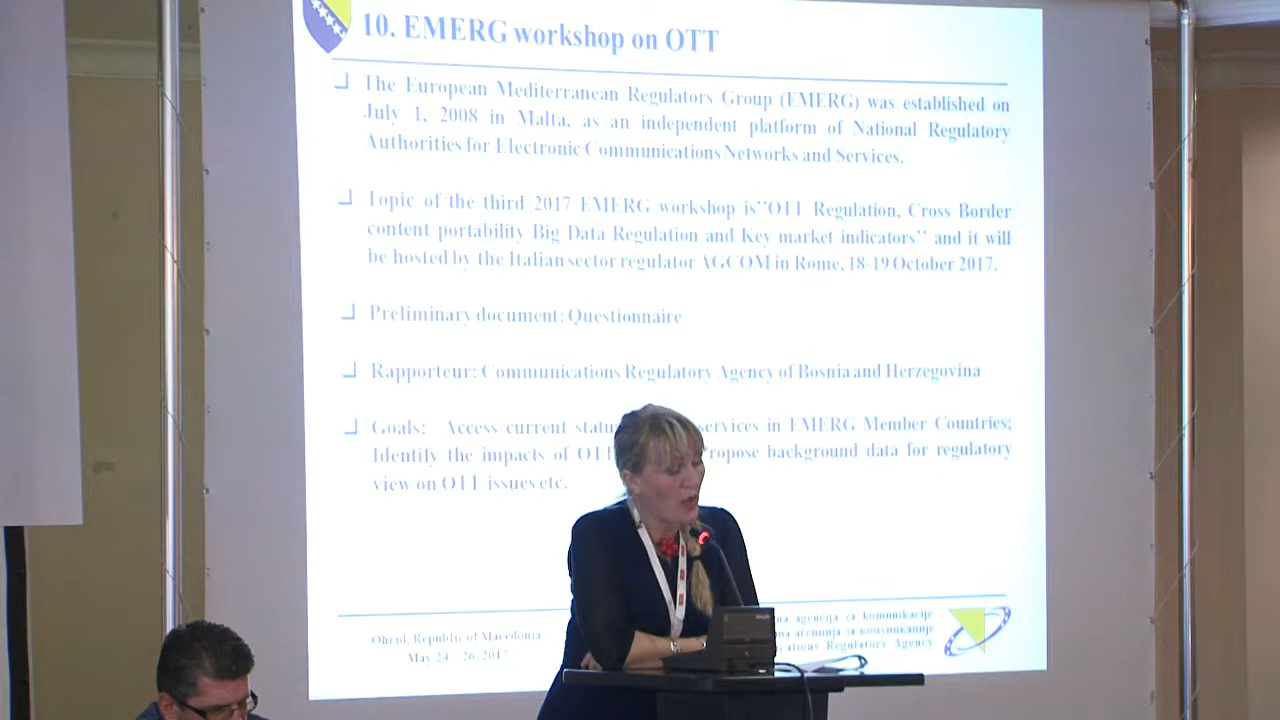 10. EMERG workshop on OTT
The European Mediterranean Regulators Group (EMERG) was established on
July 1, 2008 in Malta, as an independent platform of National Regulatory
Authorities for Electronic Communications Networks and Services.
Topic of the third 2017 EMERG workshop is''OTT Regulation, Cross Border
content portability Big Data Regulation and Key market indicators'' and it will
be hosted by the Italian sector regulator AGCOM in Rome, 18-19 October 2017.
Preliminary document: Questionnaire
Rapporteur: Communications Regulatory Agency of Bosnia and Herzegovina
Goals: Access current services in EMERG Member Countries;
Identify the impacts of background data for regulatory
view on OTT issues etc.
Ohrid, Republic of Macedonia
May 24 - 26, 2017
agencija za komunikacije
агенција за комуникације
Regulatory Agency